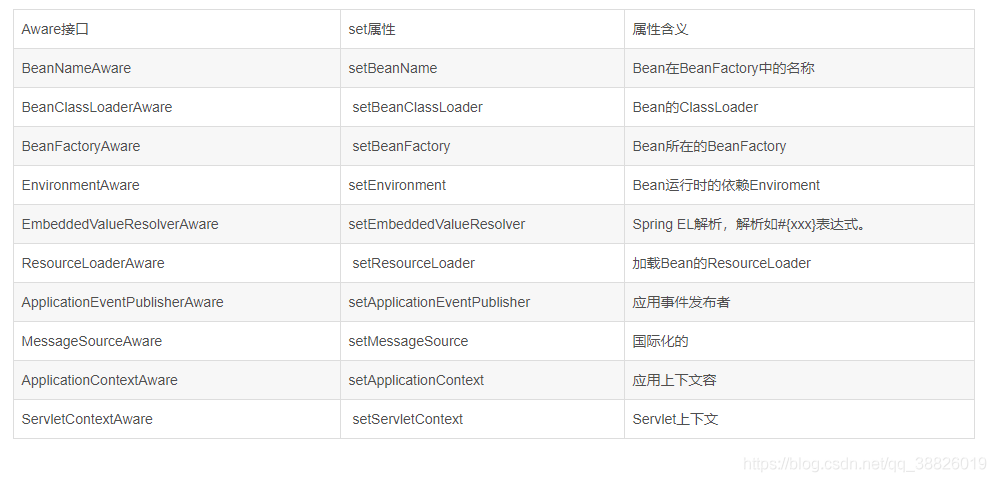 Aware接口 set属性 属性含义
BeanNameAware setBeanName Bean在BeanFactory中的名称
BeanClassLoaderAware setBeanClassLoader Bean的ClassLoader
BeanFactoryAware setBeanFactory Bean所在的BeanFactory
EnvironmentAware setEnvironment Bean运行时的依赖Enviroment
EmbeddedValueResolverAware setEmbeddedValueResolver Spring EL解析，解析如#{xxx}表达式。
ResourceLoaderAware setResourceLoader 加载Bean的ResourceLoader
ApplicationEventPublisherAware setApplicationEventPublisher 应用事件发布者
MessageSourceAware setMessageSource 国际化的
ApplicationContextAware setApplicationContext 应用上下文容
ServletContextAware setServletContext Servlet上下文
https://blog.csdn.net/qq_38826019